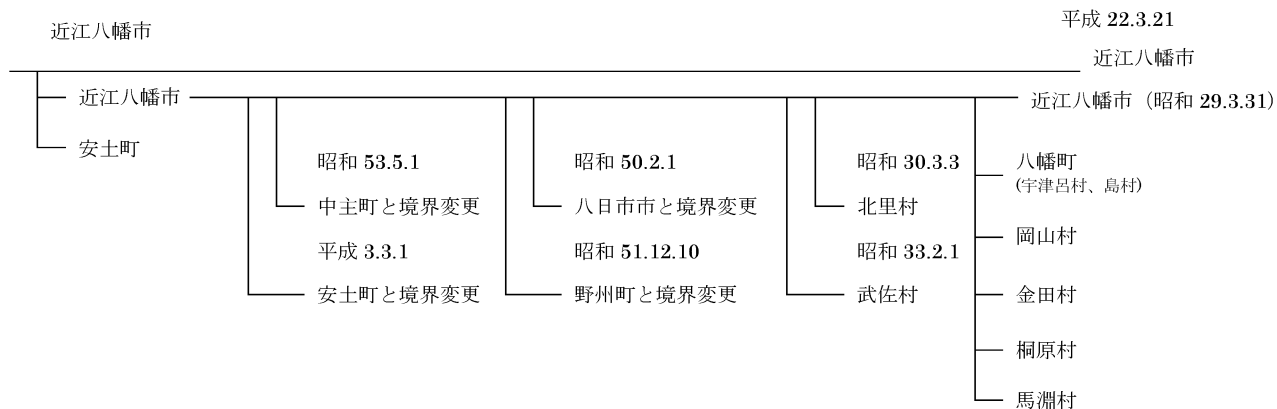 近江八幡市
平成 22.3.21
近江八幡市
近江八幡市
近江八幡市（昭和 29.3.31）
安土町
昭和 53.5.1
中主町と境界変更
平成 3.3.1
安土町と境界変更
昭和 50.2.1
八日市市と境界変更
昭和 51.12.10
野州町と境界変更
昭和 30.3.3
北里村
昭和 33.2.1
武佐村
八幡町
(宇津呂村、島村)
岡山村
金田村
桐原村
馬淵村